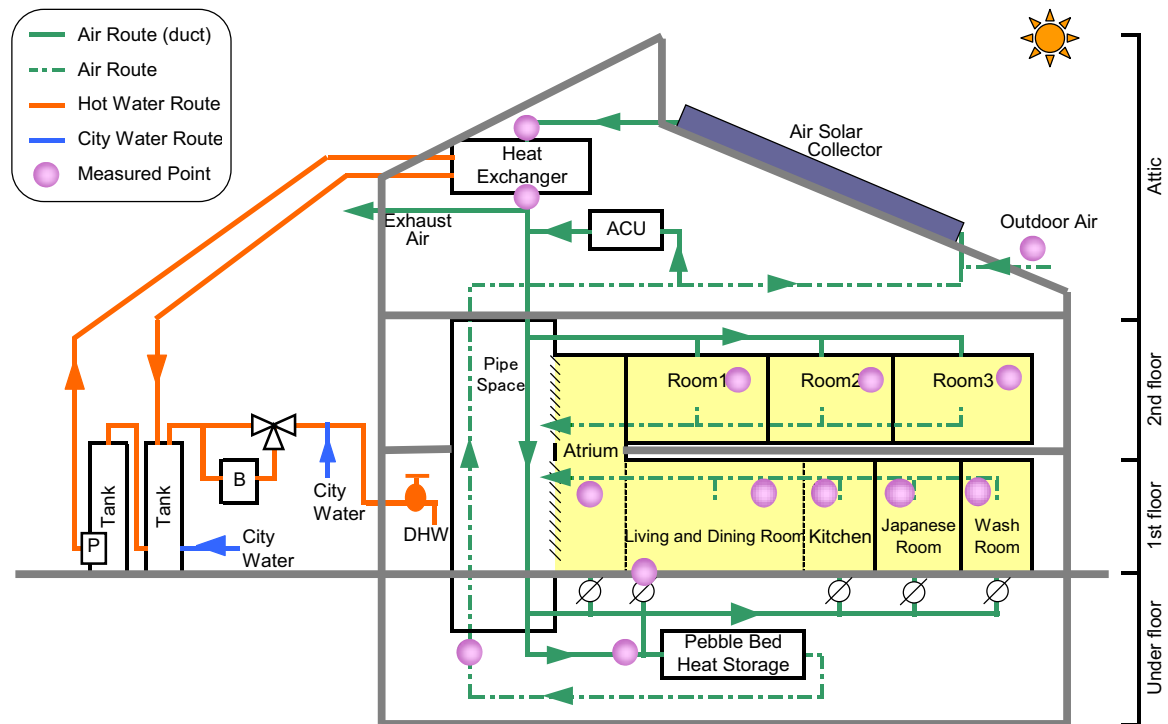 Air Route (duct)
Air Route
Hot Water Route
City Water Route
Measured Point
Air Solar
Collector
Heat
Exchanger
Exhaust
Air
ACU
Outdoor Air
Attic
Pipe
Space
Room1
Room2
Room3
2nd floor
Atrium
Tank
Tank
P
B
City
Water
City
Water
DHW
Living and Dining Room
Kitchen
Japanese
Room
Wash
Room
1st floor
Pebble Bed
Heat Storage
Under floor